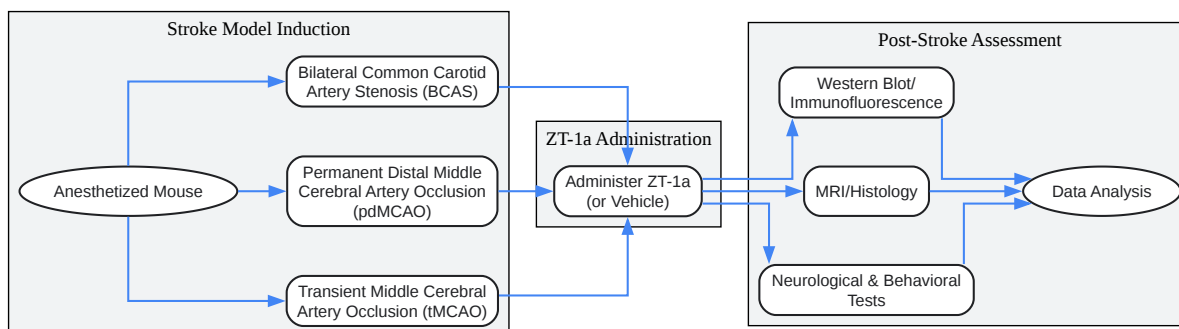 Stroke Model Induction
Anesthetized Mouse
Bilateral Common Carotid
Artery Stenosis (BCAS)
Permanent Distal Middle
Cerebral Artery Occlusion
(pdMCAO)
Transient Middle Cerebral
Artery Occlusion (tMCAO)
ZT-1a Administration
Administer ZT-1a
(or Vehicle)
Post-Stroke Assessment
Western Blot/
Immunofluorescence
MRI/Histology
Neurological & Behavioral
Tests
Data Analysis